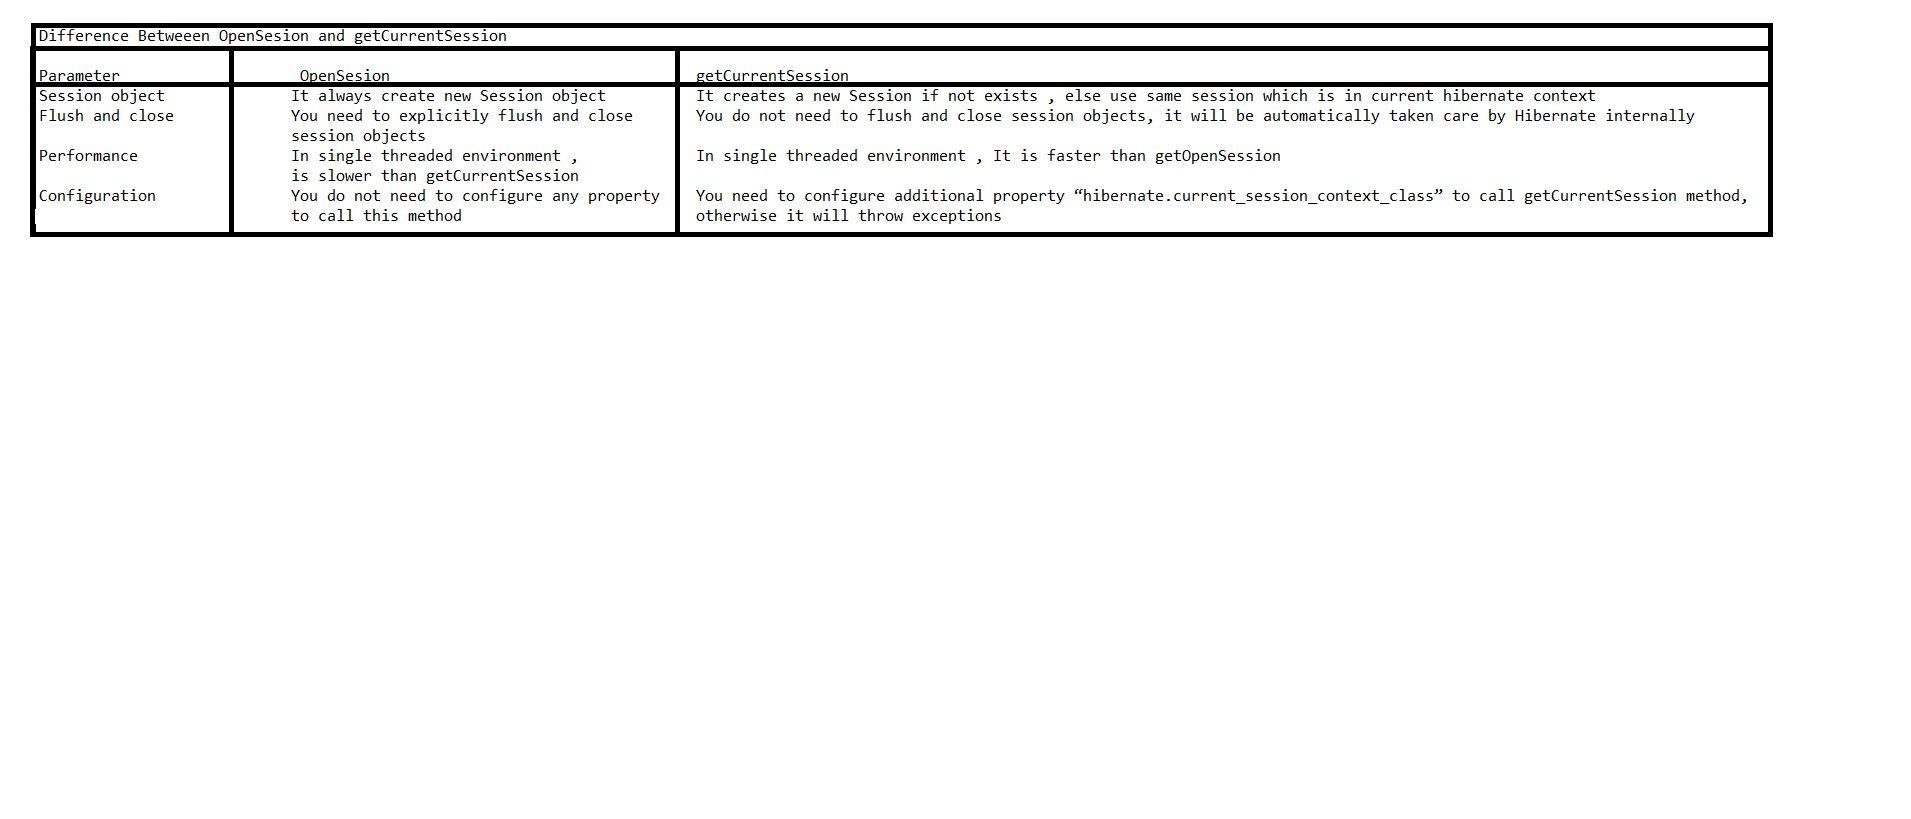 Difference Betweeen OpenSesion and getCurrentSession
Parameter OpenSesion getCurrentSession
Session object It always create new Session object It creates a new Session if not exists , else use same session which is in current hibernate context
Flush and close You need to explicitly flush and close You do not need to flush and close session objects, it will be automatically taken care by Hibernate internally
session objects
Performance In single threaded environment , In single threaded environment , It is faster than getOpenSession
is slower than getCurrentSession
Configuration You do not need to configure any property You need to configure additional property “hibernate.current_session_context_class” to call getCurrentSession method,
to call this method otherwise it will throw exceptions